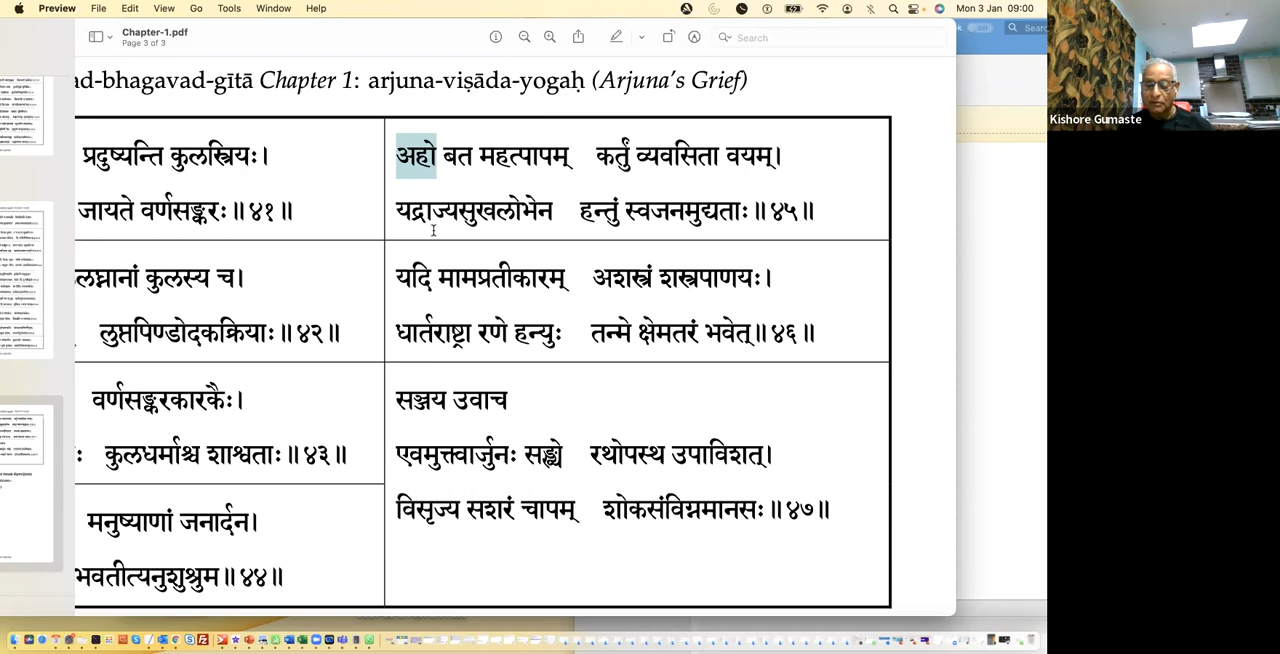 Preview File Edit View Go Tools Window Help Mon 3 Jan 09:00
Chapter-1.pdf
Page 3 of 3
Search
ad-bhagavad-gītā Chapter 1: arjuna-viṣāda-yogaḥ (Arjuna's Grief)
प्रदुष्यन्ति कुलस्त्रियः।
जायते वर्णसङ्करः॥४१॥
लघ्नानां कुलस्य च।
लुप्तपिण्डोदकक्रियाः॥४२॥
वर्णसङ्करकारकैः।
कुलधर्माश्च शाश्वताः॥४३॥
मनुष्याणां जनार्दन।
भवतीत्यनुशुश्रुम॥४४॥
अहो बत महत्पापम् कर्तुं व्यवसिता वयम्।
यद्राज्यसुखलोभेन हन्तुं स्वजनमुद्यताः॥४५॥
यदि मामप्रतीकारम् अशस्त्रं शस्त्रपाणयः।
धार्तराष्ट्रा रणे हन्युः तन्मे क्षेमतरं भवेत्॥४६॥
सञ्जय उवाच
एवमुक्त्वार्जुनः सङ्ख्ये रथोपस्थ उपाविशत्।
विसृज्य सशरं चापम् शोकसंविग्नमानसः॥४७॥
Kishore Gumaste